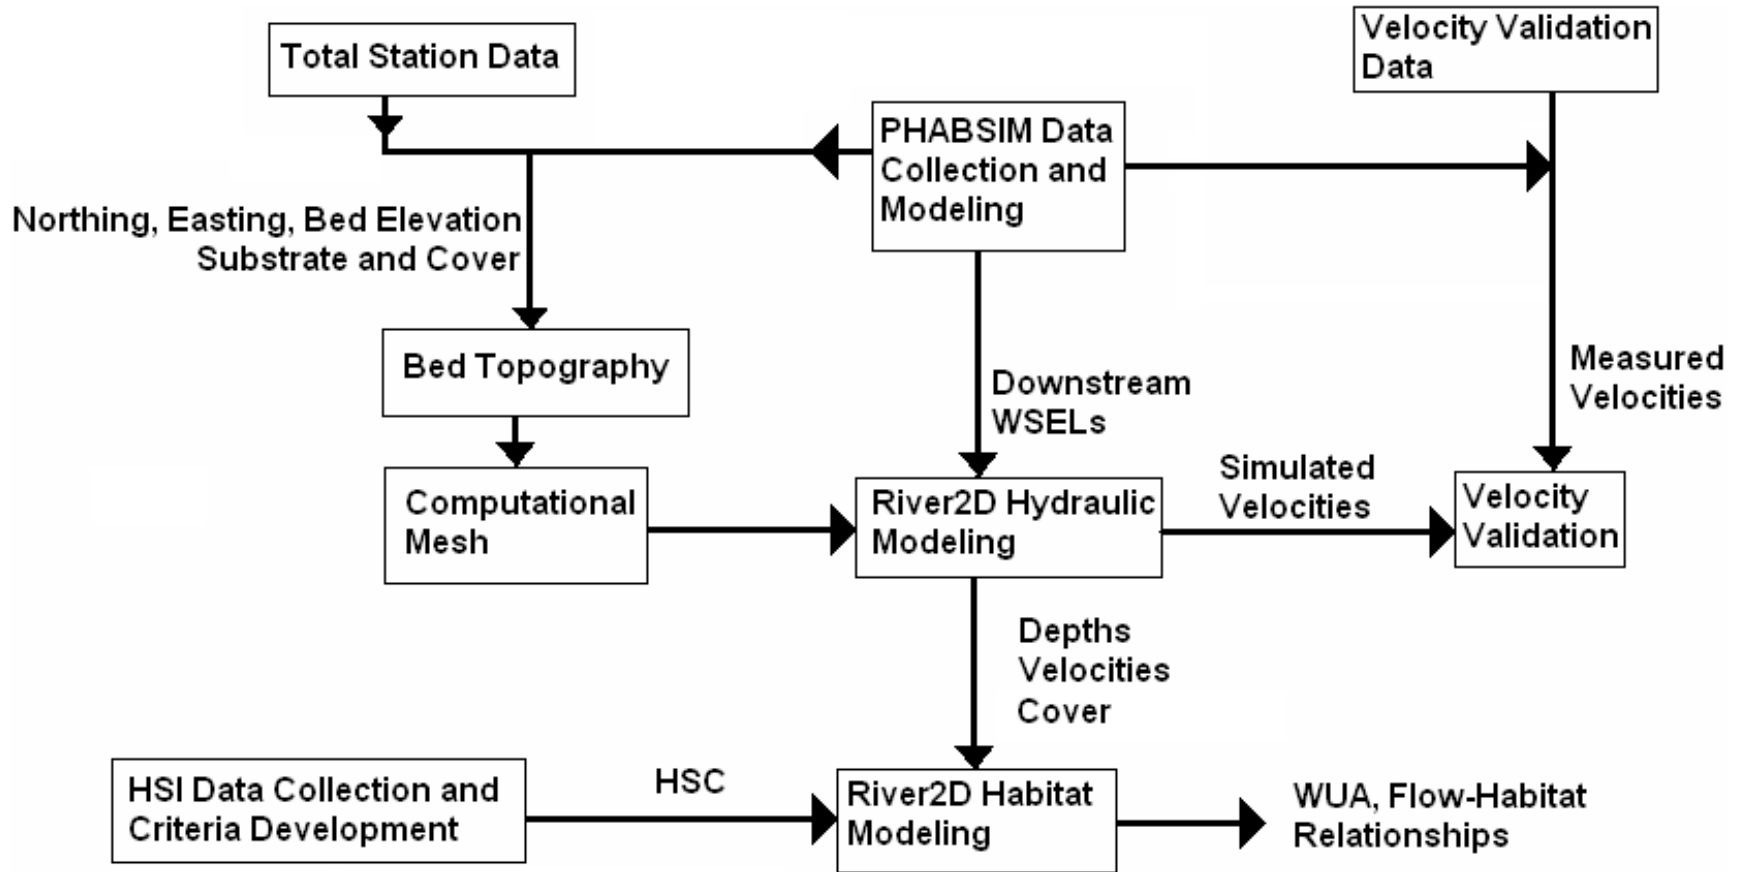 Total Station Data
Velocity Validation
Data
PHABSIM Data
Collection and
Modeling
Northing, Easting, Bed Elevation
Substrate and Cover
Bed Topography
Downstream
WSELs
Measured
Velocities
Computational
Mesh
River2D Hydraulic
Modeling
Simulated
Velocities
Velocity
Validation
Depths
Velocities
Cover
HSI Data Collection and
Criteria Development
HSC
River2D Habitat
Modeling
WUA, Flow-Habitat
Relationships